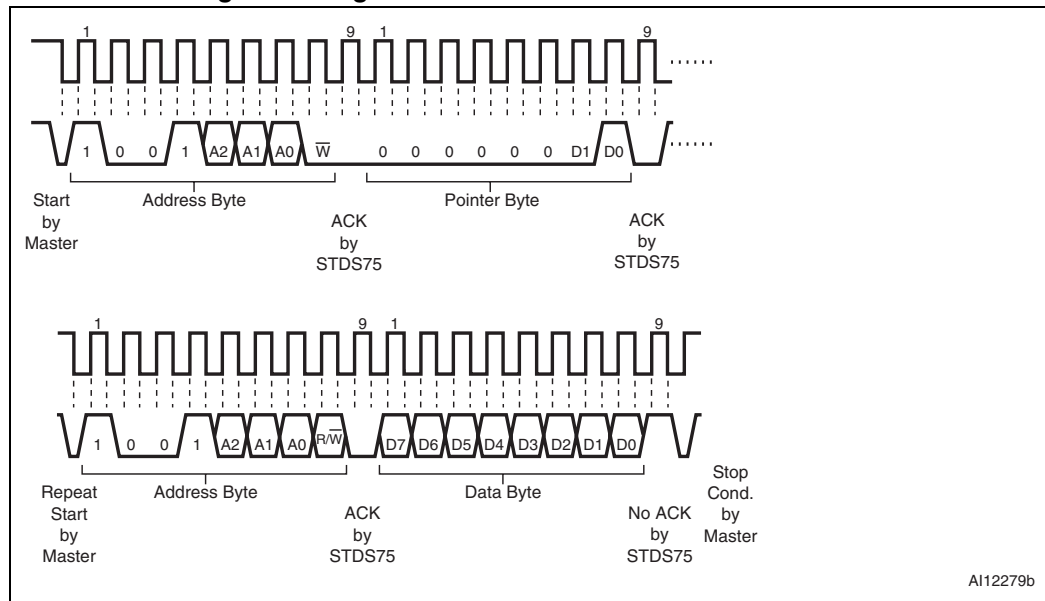 1 9 1 9
1 0 0 1 A2 A1 A0 W 0 0 0 0 0 0 D1 D0
Start
by
Master
Address Byte
ACK
by
STDS75
Pointer Byte
ACK
by
STDS75
1 9 1 9
1 0 0 1 A2 A1 A0 R/W D7 D6 D5 D4 D3 D2 D1 D0
Repeat
Start
by
Master
Address Byte
ACK
by
STDS75
Data Byte
No ACK
by
STDS75
Stop
Cond.
by
Master
AI12279b